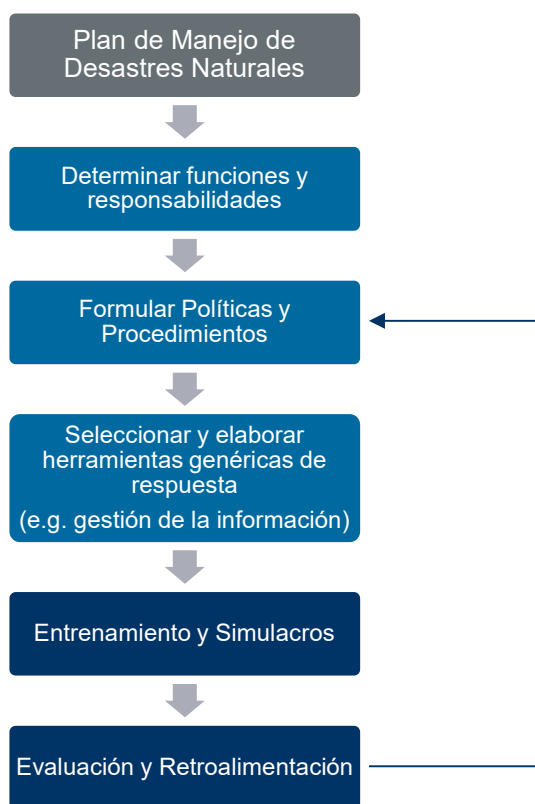 Plan de Manejo de
Desastres Naturales
Determinar funciones y
responsabilidades
Formular Políticas y
Procedimientos
Seleccionar y elaborar
herramientas genéricas de
respuesta
(e.g. gestión de la información)
Entrenamiento y Simulacros
Evaluación y Retroalimentación